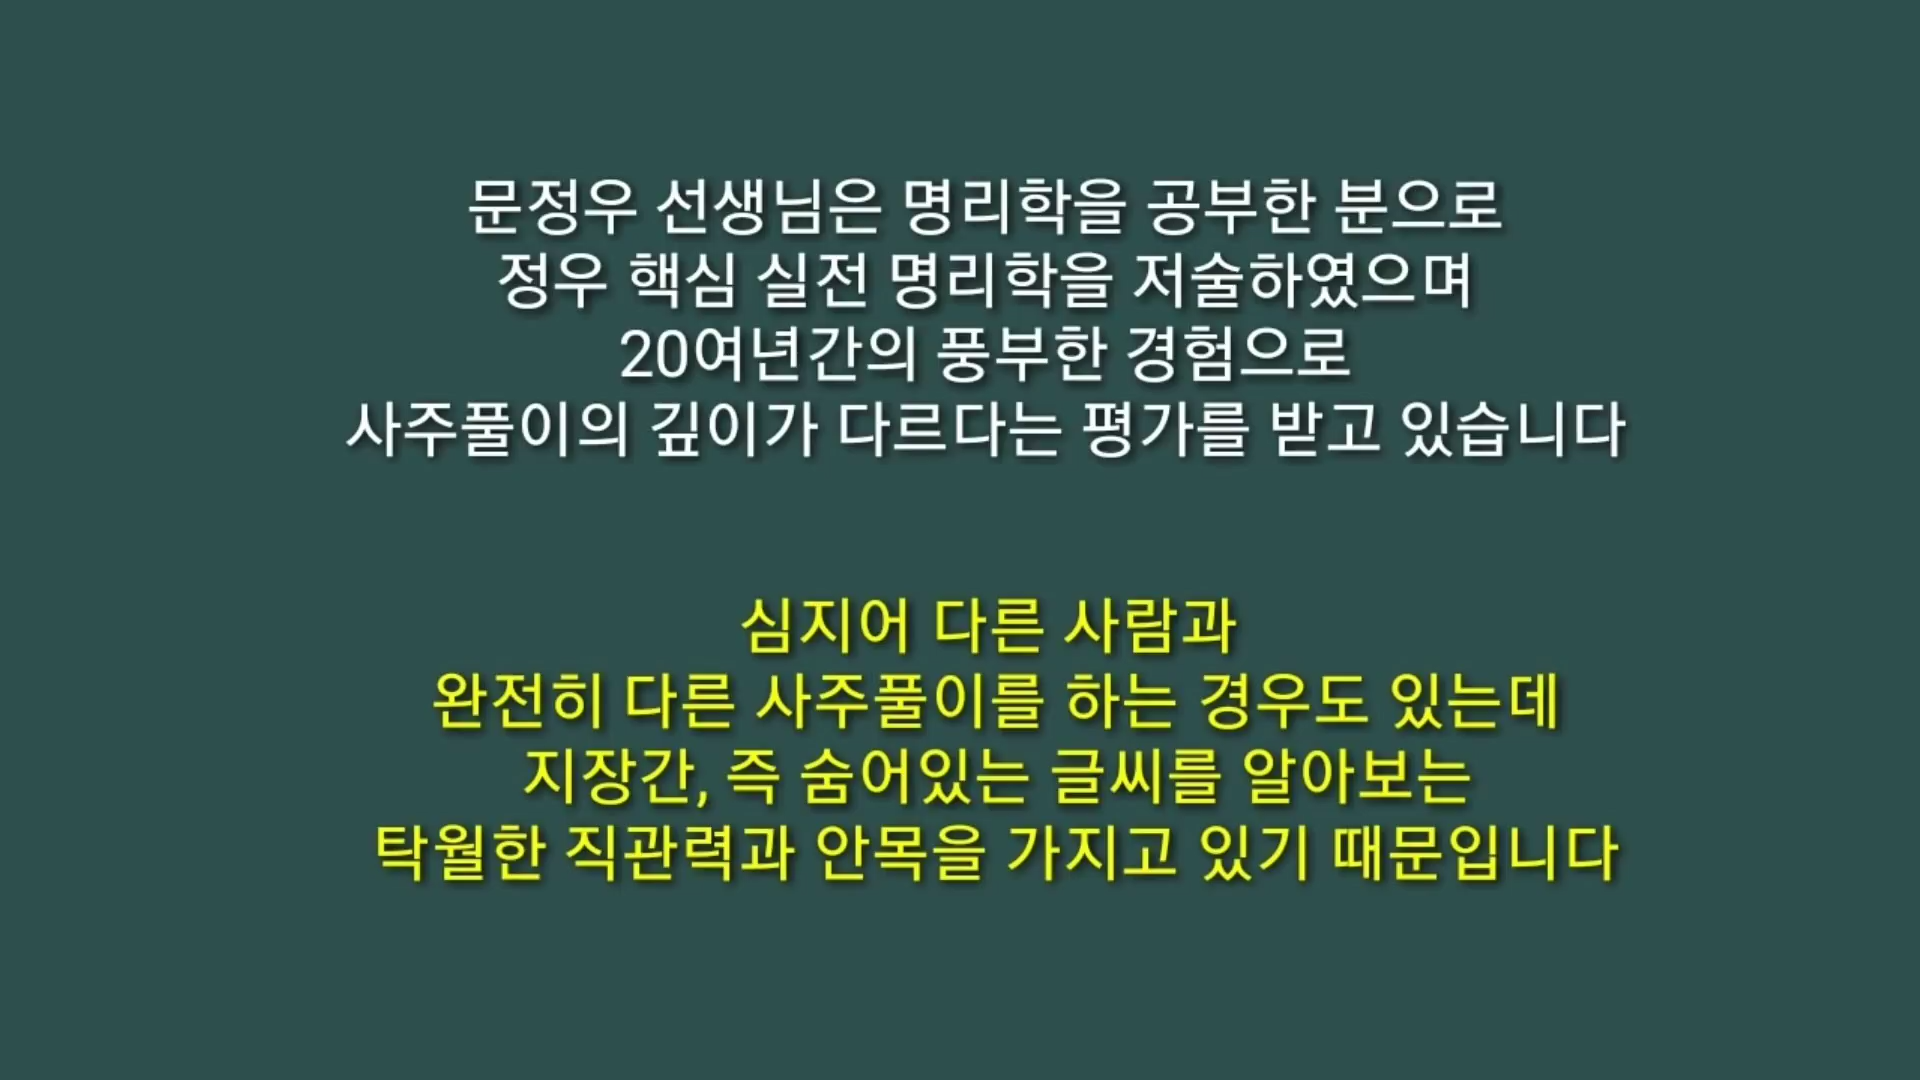 문정우 선생님은 명리학을 공부한 분으로
정우 핵심 실전 명리학을 저술하였으며
20여년간의 풍부한 경험으로
사주풀이의 깊이가 다르다는 평가를 받고 있습니다
심지어 다른 사람과
완전히 다른 사주풀이를 하는 경우도 있는데
지장간, 즉 숨어있는 글씨를 알아보는
탁월한 직관력과 안목을 가지고 있기 때문입니다